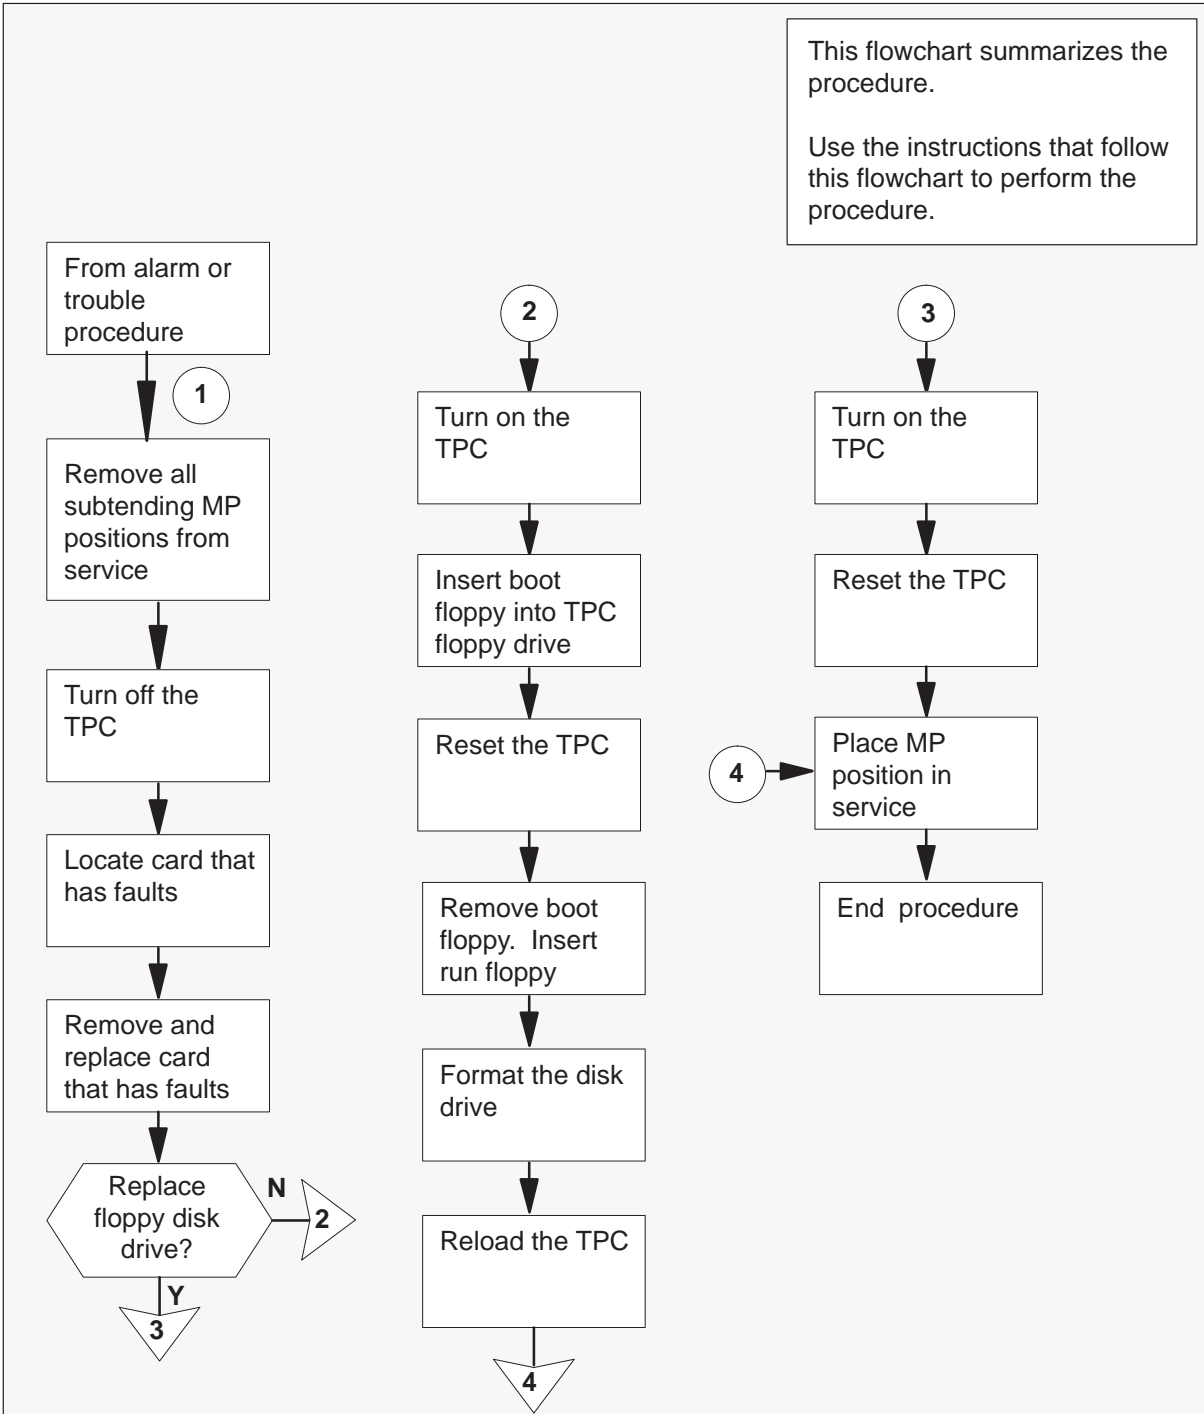 This flowchart summarizes the
procedure.
Use the instructions that follow
this flowchart to perform the
procedure.
From alarm or
trouble
procedure
1
Remove all
subtending MP
positions from
service
Turn off the
TPC
Locate card that
has faults
Remove and
replace card
that has faults
Replace
floppy disk
drive?
N
2
Y
3
2
Turn on the
TPC
Insert boot
floppy into TPC
floppy drive
Reset the TPC
Remove boot
floppy. Insert
run floppy
Format the disk
drive
Reload the TPC
4
3
Turn on the
TPC
Reset the TPC
4
Place MP
position in
service
End procedure